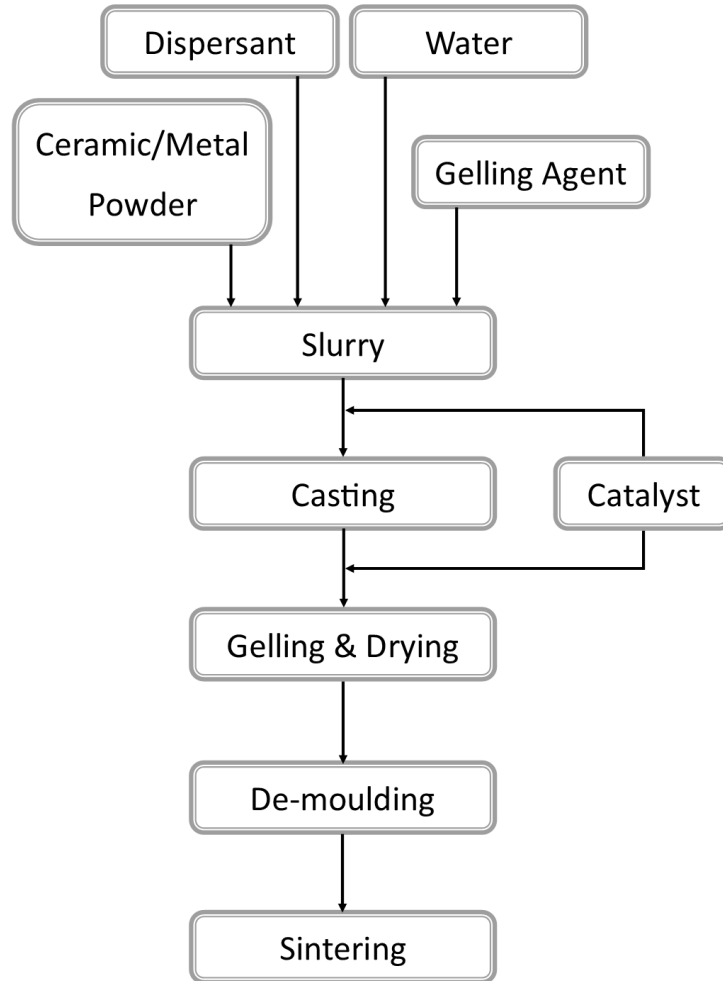 Dispersant
Water
Ceramic/Metal
Powder
Gelling Agent
Slurry
Casting
Catalyst
Gelling & Drying
De-moulding
Sintering